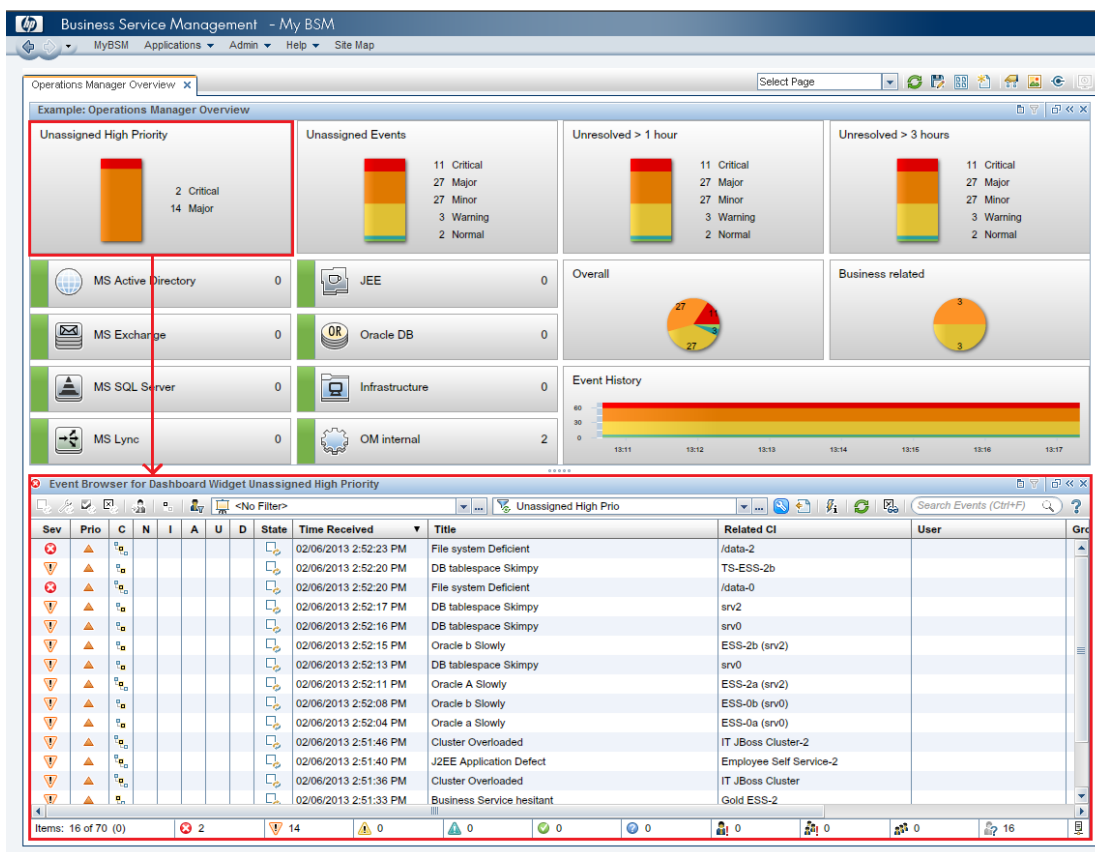 hp Business Service Management - My BSM
MyBSM Applications Admin Help Site Map
Operations Manager Overview Select Page
Example: Operations Manager Overview
Unassigned High Priority
2 Critical
14 Major
Unassigned Events
11 Critical
27 Major
27 Minor
3 Warning
2 Normal
Unresolved > 1 hour
11 Critical
27 Major
27 Minor
3 Warning
2 Normal
Unresolved > 3 hours
11 Critical
27 Major
27 Minor
3 Warning
2 Normal
MS Active Directory 0
JEE 0
MS Exchange 0
OR Oracle DB 0
MS SQL Server 0
Infrastructure 0
MS Lync 0
OM internal 2
Overall
27
11
3
27
Business related
3
3
Event History
60
30
0
13:11 13:12 13:13 13:14 13:15 13:16 13:17
Event Browser for Dashboard Widget Unassigned High Priority
<No Filter> ... Unassigned High Prio ... Search Events (Ctrl+F) ?
Sev Prio C N I A U D State Time Received Title Related CI User Gro
02/06/2013 2:52:23 PM File system Deficient /data-2
02/06/2013 2:52:20 PM DB tablespace Skimpy TS-ESS-2b
02/06/2013 2:52:20 PM File system Deficient /data-0
02/06/2013 2:52:17 PM DB tablespace Skimpy srv2
02/06/2013 2:52:16 PM DB tablespace Skimpy srv0
02/06/2013 2:52:15 PM Oracle b Slowly ESS-2b (srv2)
02/06/2013 2:52:13 PM DB tablespace Skimpy srv0
02/06/2013 2:52:11 PM Oracle A Slowly ESS-2a (srv2)
02/06/2013 2:52:08 PM Oracle b Slowly ESS-0b (srv0)
02/06/2013 2:52:04 PM Oracle a Slowly ESS-0a (srv0)
02/06/2013 2:51:46 PM Cluster Overloaded IT JBoss Cluster-2
02/06/2013 2:51:40 PM J2EE Application Defect Employee Self Service-2
02/06/2013 2:51:36 PM Cluster Overloaded IT JBoss Cluster
02/06/2013 2:51:33 PM Business Service hesitant Gold ESS-2
Items: 16 of 70 (0) 2 14 0 0 0 0 0 0 0 16